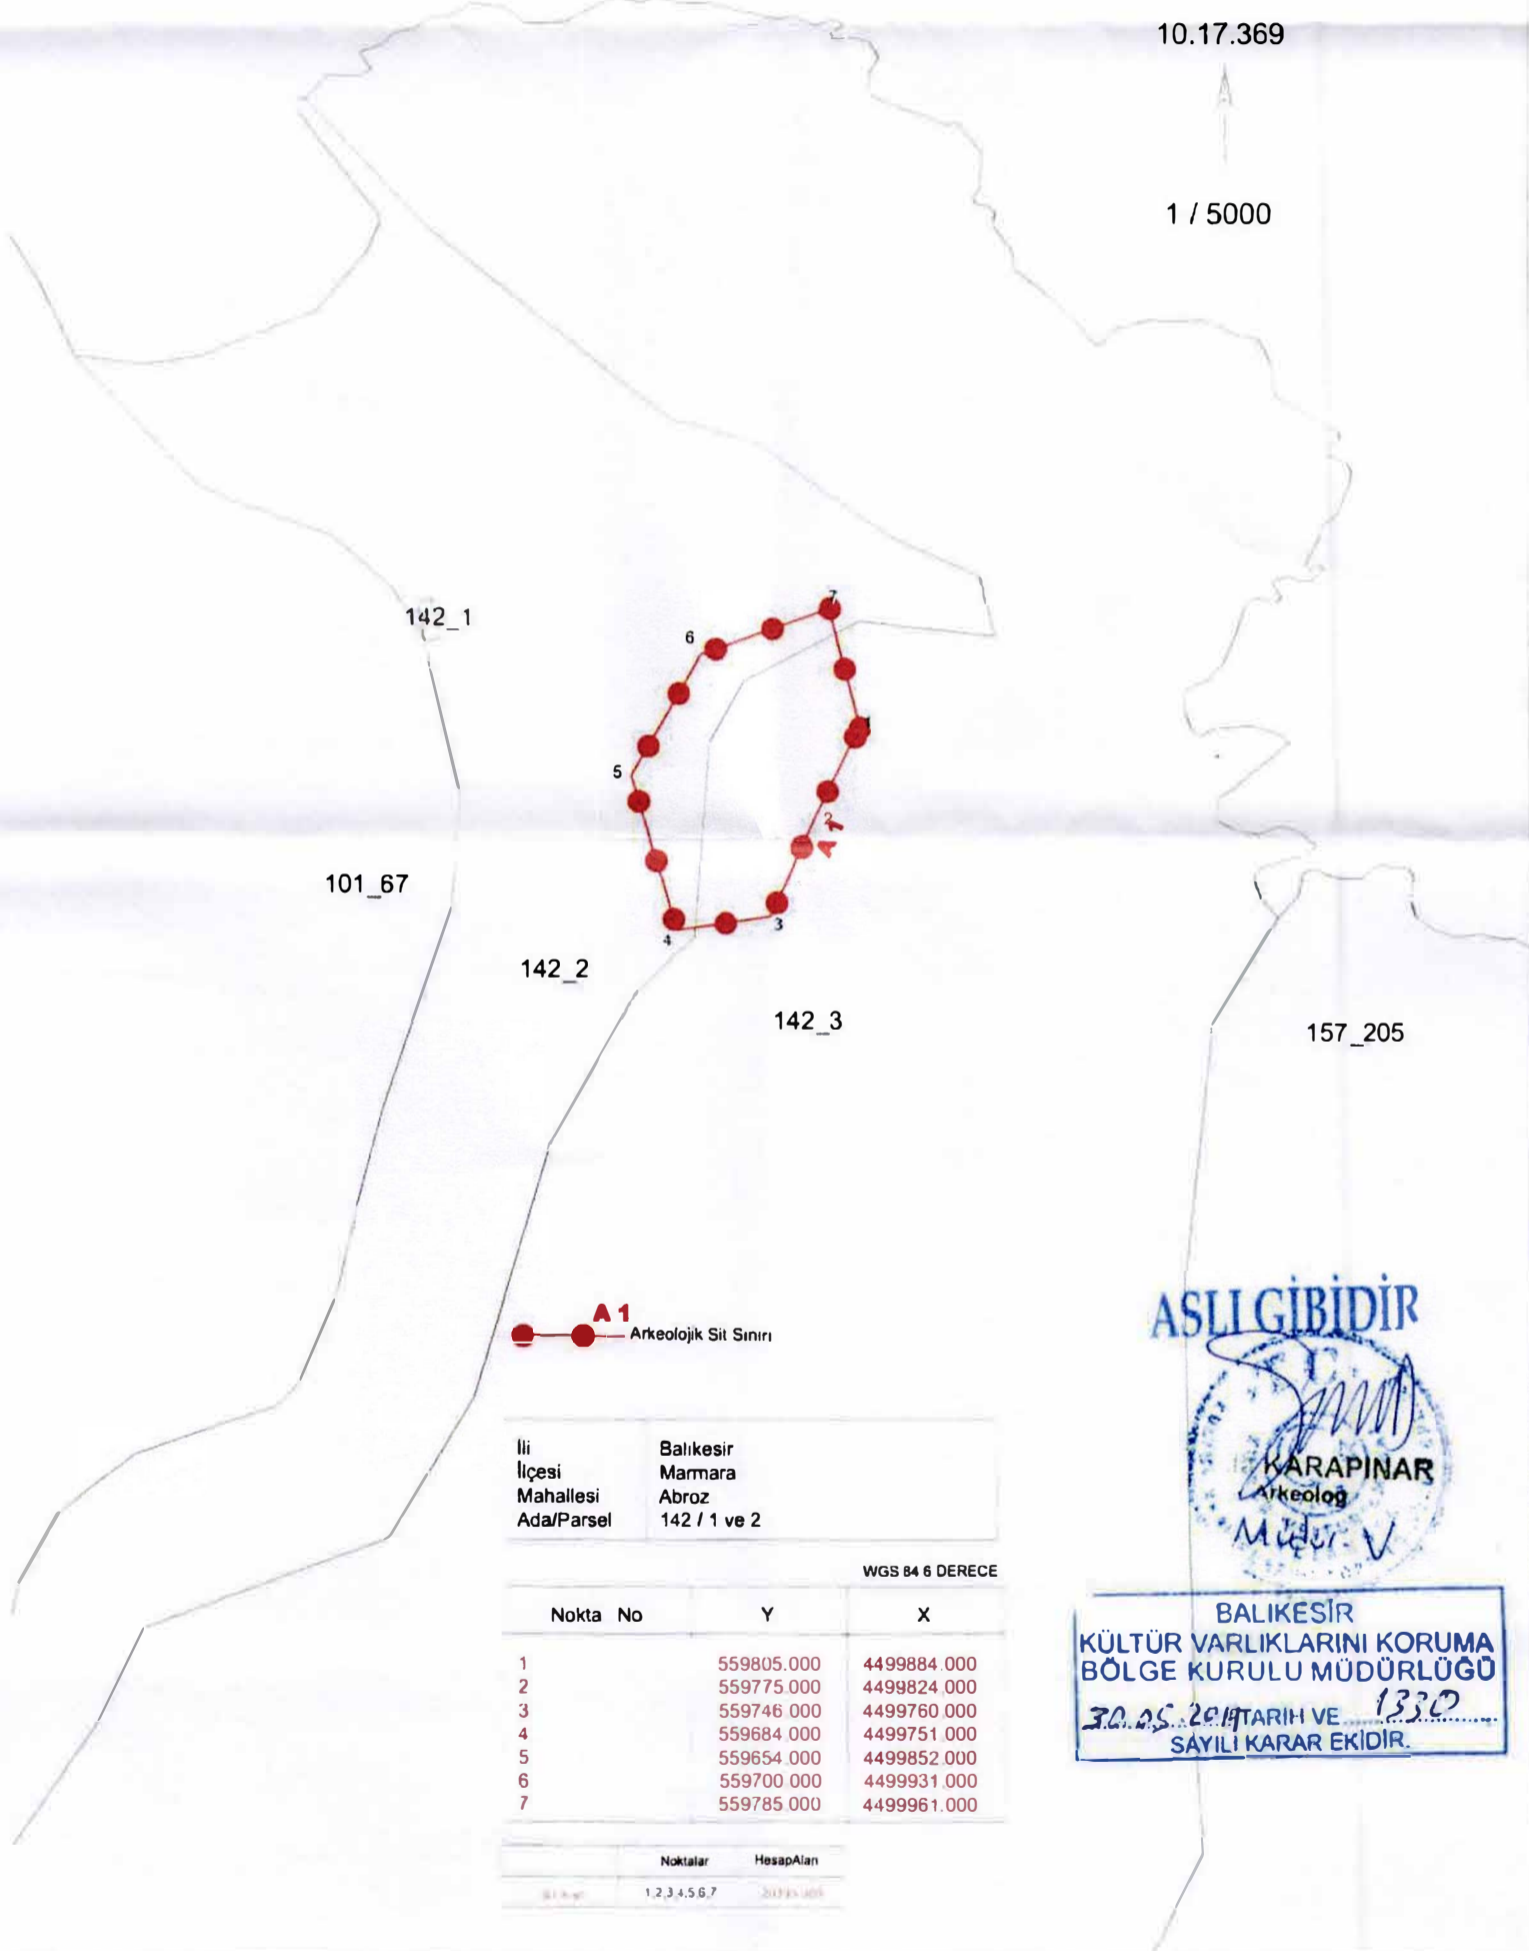 10.17.369
1 / 5000
142_1
7
6
1
5
2
A 1
101_67
3
4
142_2
142_3
157_205
ASLI GİBİDİR
A 1
Arkeolojik Sit Sınırı
KARAPINAR
Arkeolog
Müdür. V
İli Balıkesir
İlçesi Marmara
Mahallesi Abroz
Ada/Parsel 142 / 1 ve 2
WGS 84 6 DERECE
Nokta No Y X
1 559805.000 4499884.000
2 559775.000 4499824.000
3 559746.000 4499760.000
4 559684.000 4499751.000
5 559654.000 4499852.000
6 559700.000 4499931.000
7 559785.000 4499961.000
BALIKESİR
KÜLTÜR VARLIKLARINI KORUMA
BÖLGE KURULU MÜDÜRLÜĞÜ
TARİH VE 1330
SAYILI KARAR EKİDİR.
Noktalar HesapAlan
1,2,3,4,5,6,7